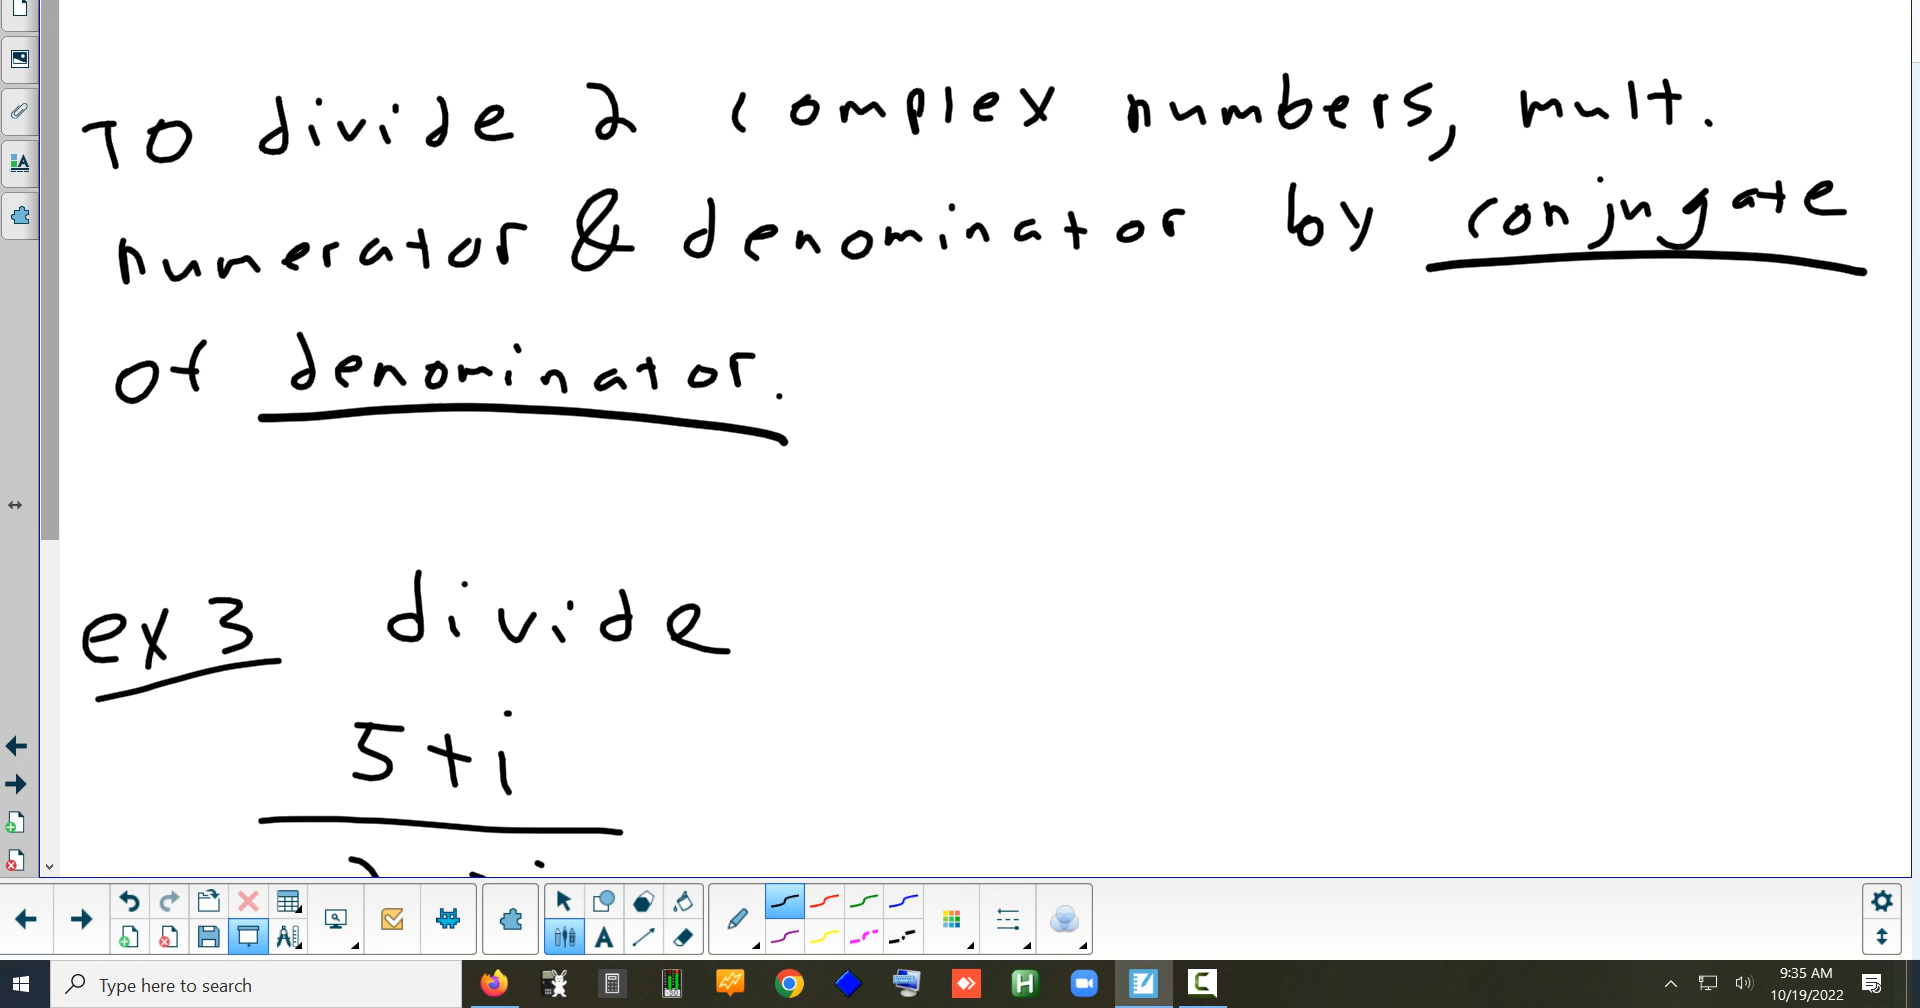 To divide 2 complex numbers, mult.
numerator & denominator by conjugate
of denominator.
ex 3 divide
5+i
Type here to search
9:35 AM
10/19/2022